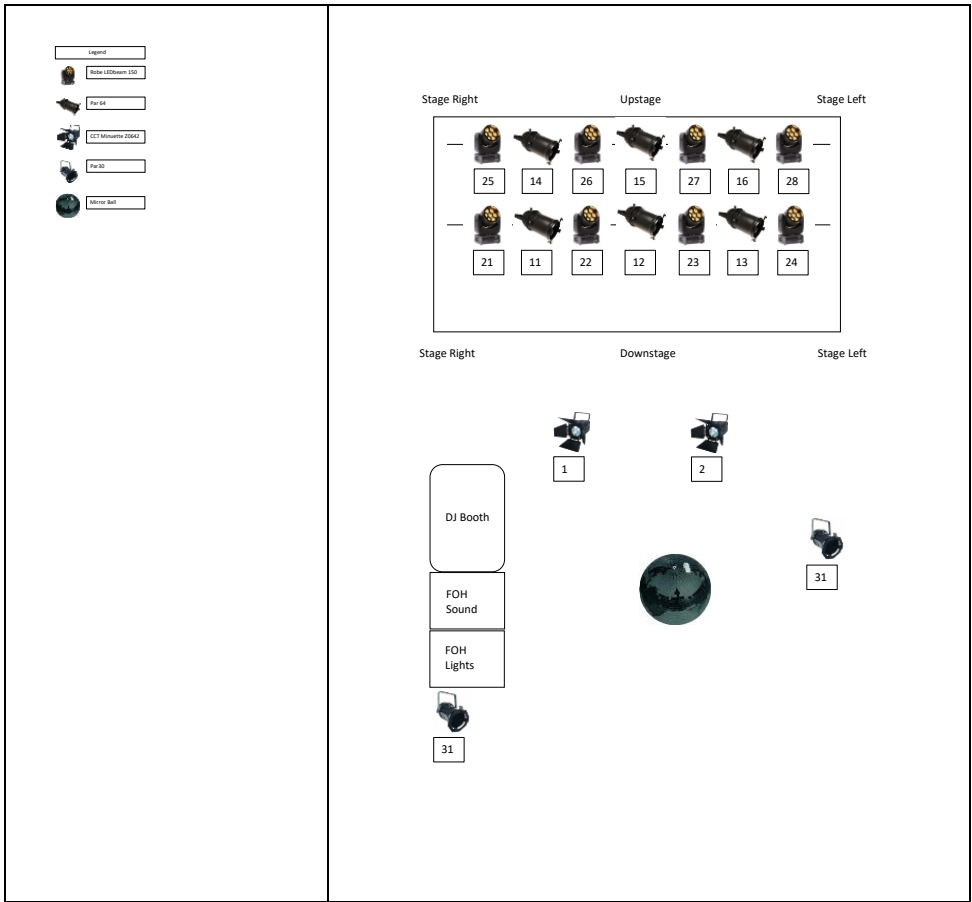 Legend
Robe LEDbeam 150
Par 64
CCT Minuette Z0642
Par30
Mirror Ball
Stage Right
Upstage
Stage Left
25
14
26
15
27
16
28
21
11
22
12
23
13
24
Stage Right
Downstage
Stage Left
1
2
DJ Booth
31
FOH
Sound
FOH
Lights
31